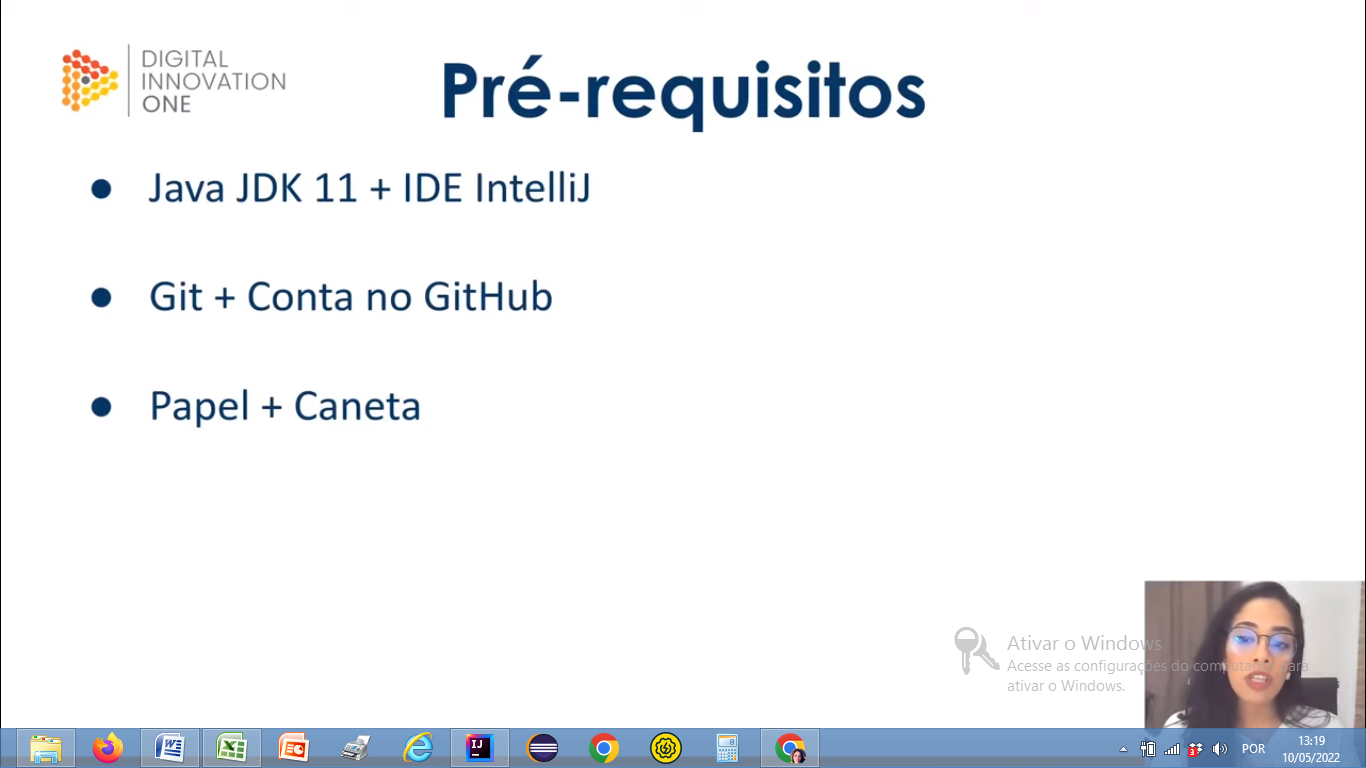 DIGITAL
INNOVATION
ONE
Pré-requisitos
● Java JDK 11 + IDE IntelliJ
● Git + Conta no GitHub
● Papel + Caneta
Ativar o Windows
Acesse as configurações do computador para
ativar o Windows.
IJ
POR
13:19
10/05/2022